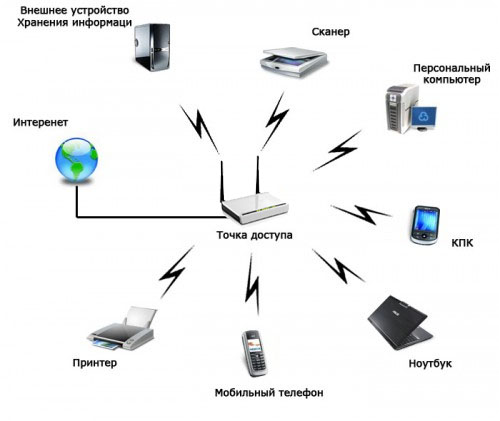 Внешнее устройство
Хранения информаци
Сканер
Персональный
компьютер
Интеренет
Точка доступа
КПК
Принтер
Мобильный телефон
Ноутбук